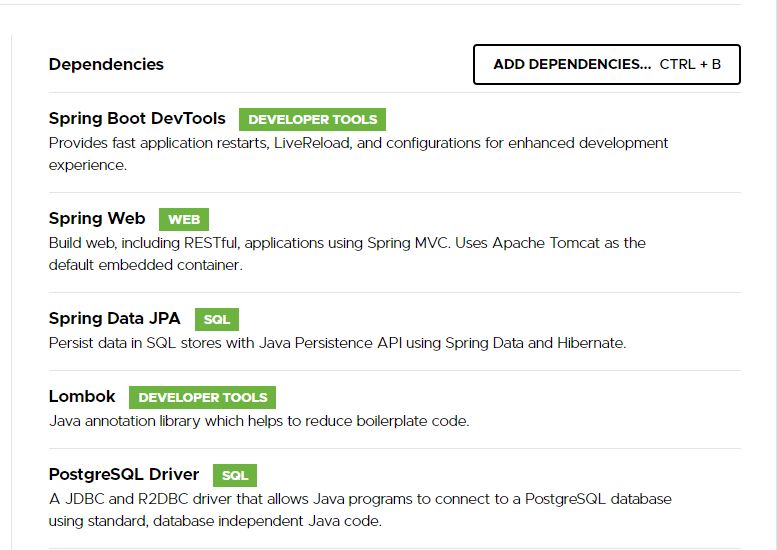 Dependencies
ADD DEPENDENCIES... CTRL + B
Spring Boot DevTools DEVELOPER TOOLS
Provides fast application restarts, LiveReload, and configurations for enhanced development
experience.
Spring Web WEB
Build web, including RESTful, applications using Spring MVC. Uses Apache Tomcat as the
default embedded container.
Spring Data JPA SQL
Persist data in SQL stores with Java Persistence API using Spring Data and Hibernate.
Lombok DEVELOPER TOOLS
Java annotation library which helps to reduce boilerplate code.
PostgreSQL Driver SQL
A JDBC and R2DBC driver that allows Java programs to connect to a PostgreSQL database
using standard, database independent Java code.